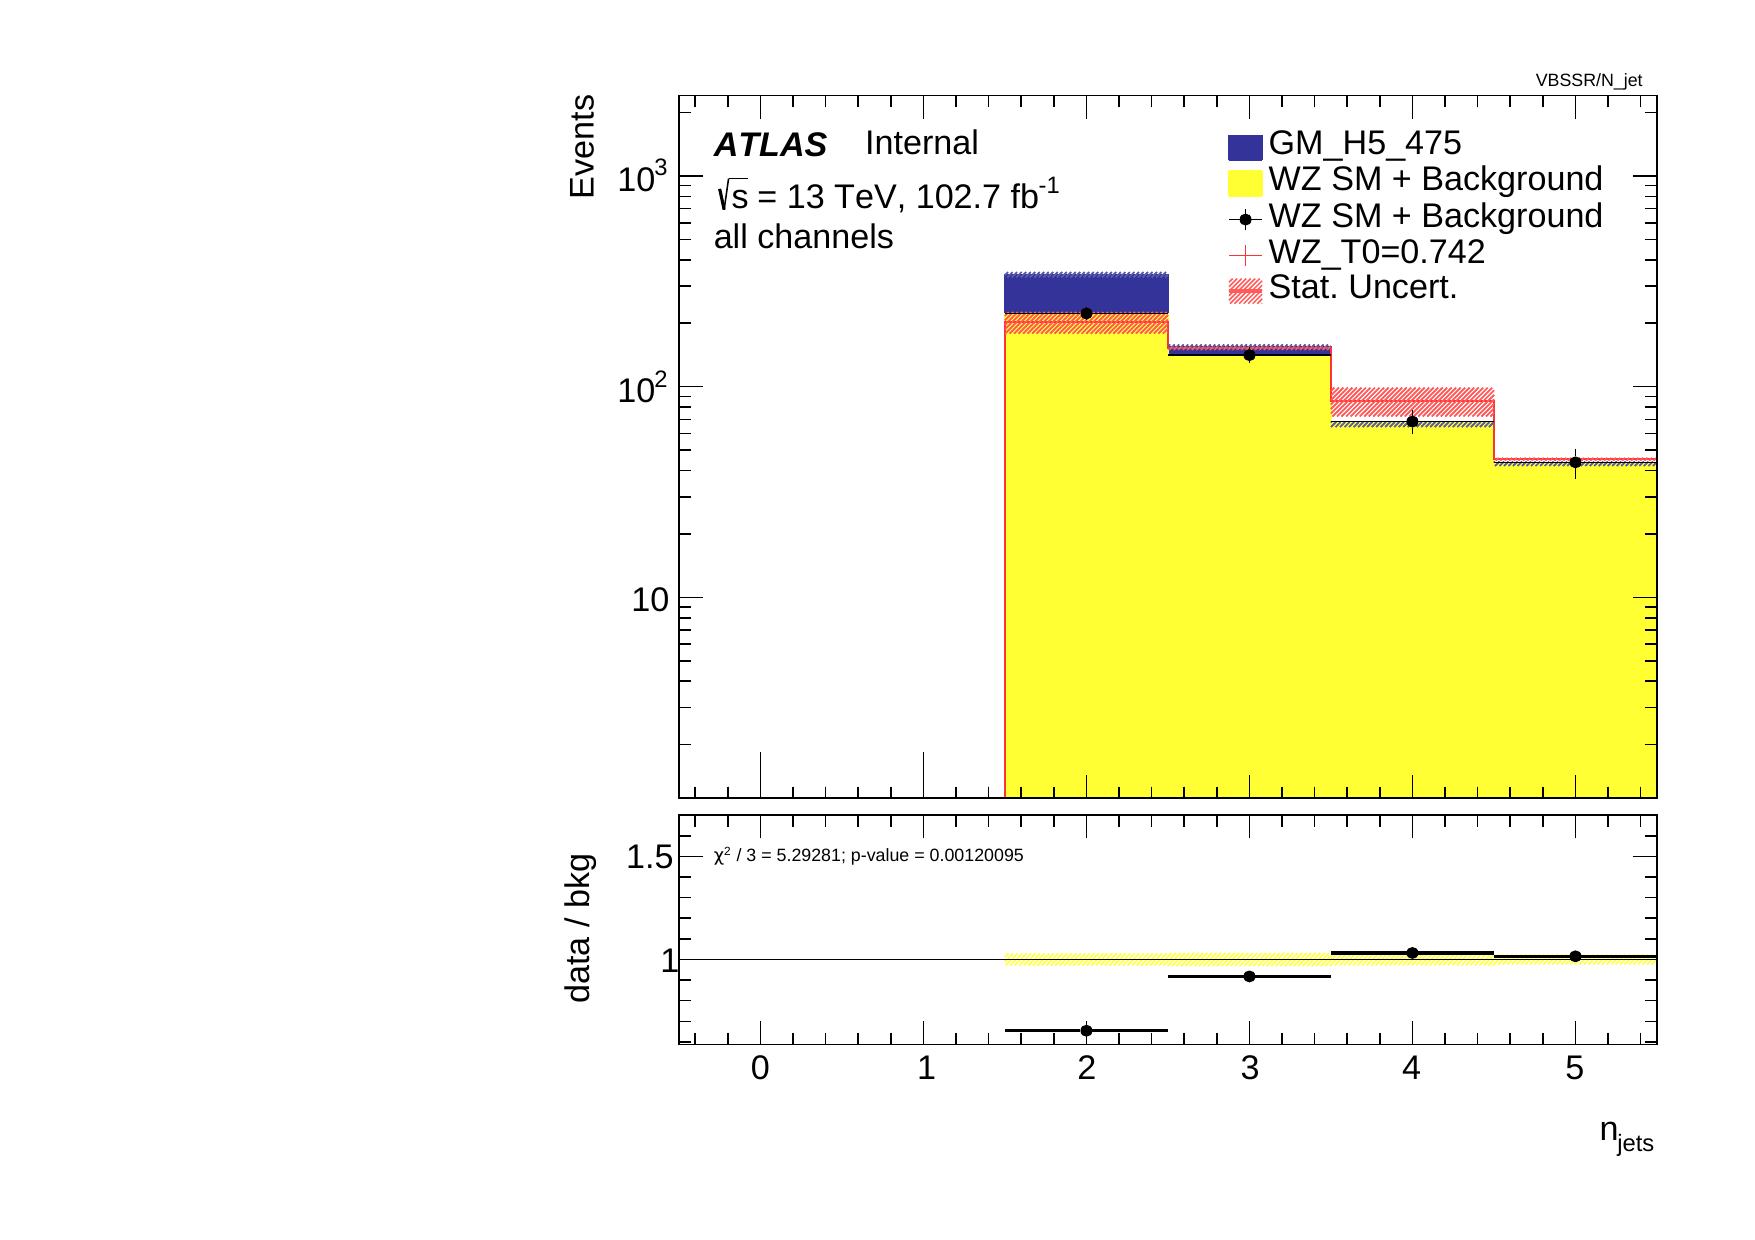 VBSSR/N_jet
Events
ATLAS Internal
√s = 13 TeV, 102.7 fb-1
all channels
GM_H5_475
WZ SM + Background
WZ SM + Background
WZ_T0=0.742
Stat. Uncert.
10³
10²
10
data / bkg
1.5
χ² / 3 = 5.29281; p-value = 0.00120095
1
0 1 2 3 4 5
njets